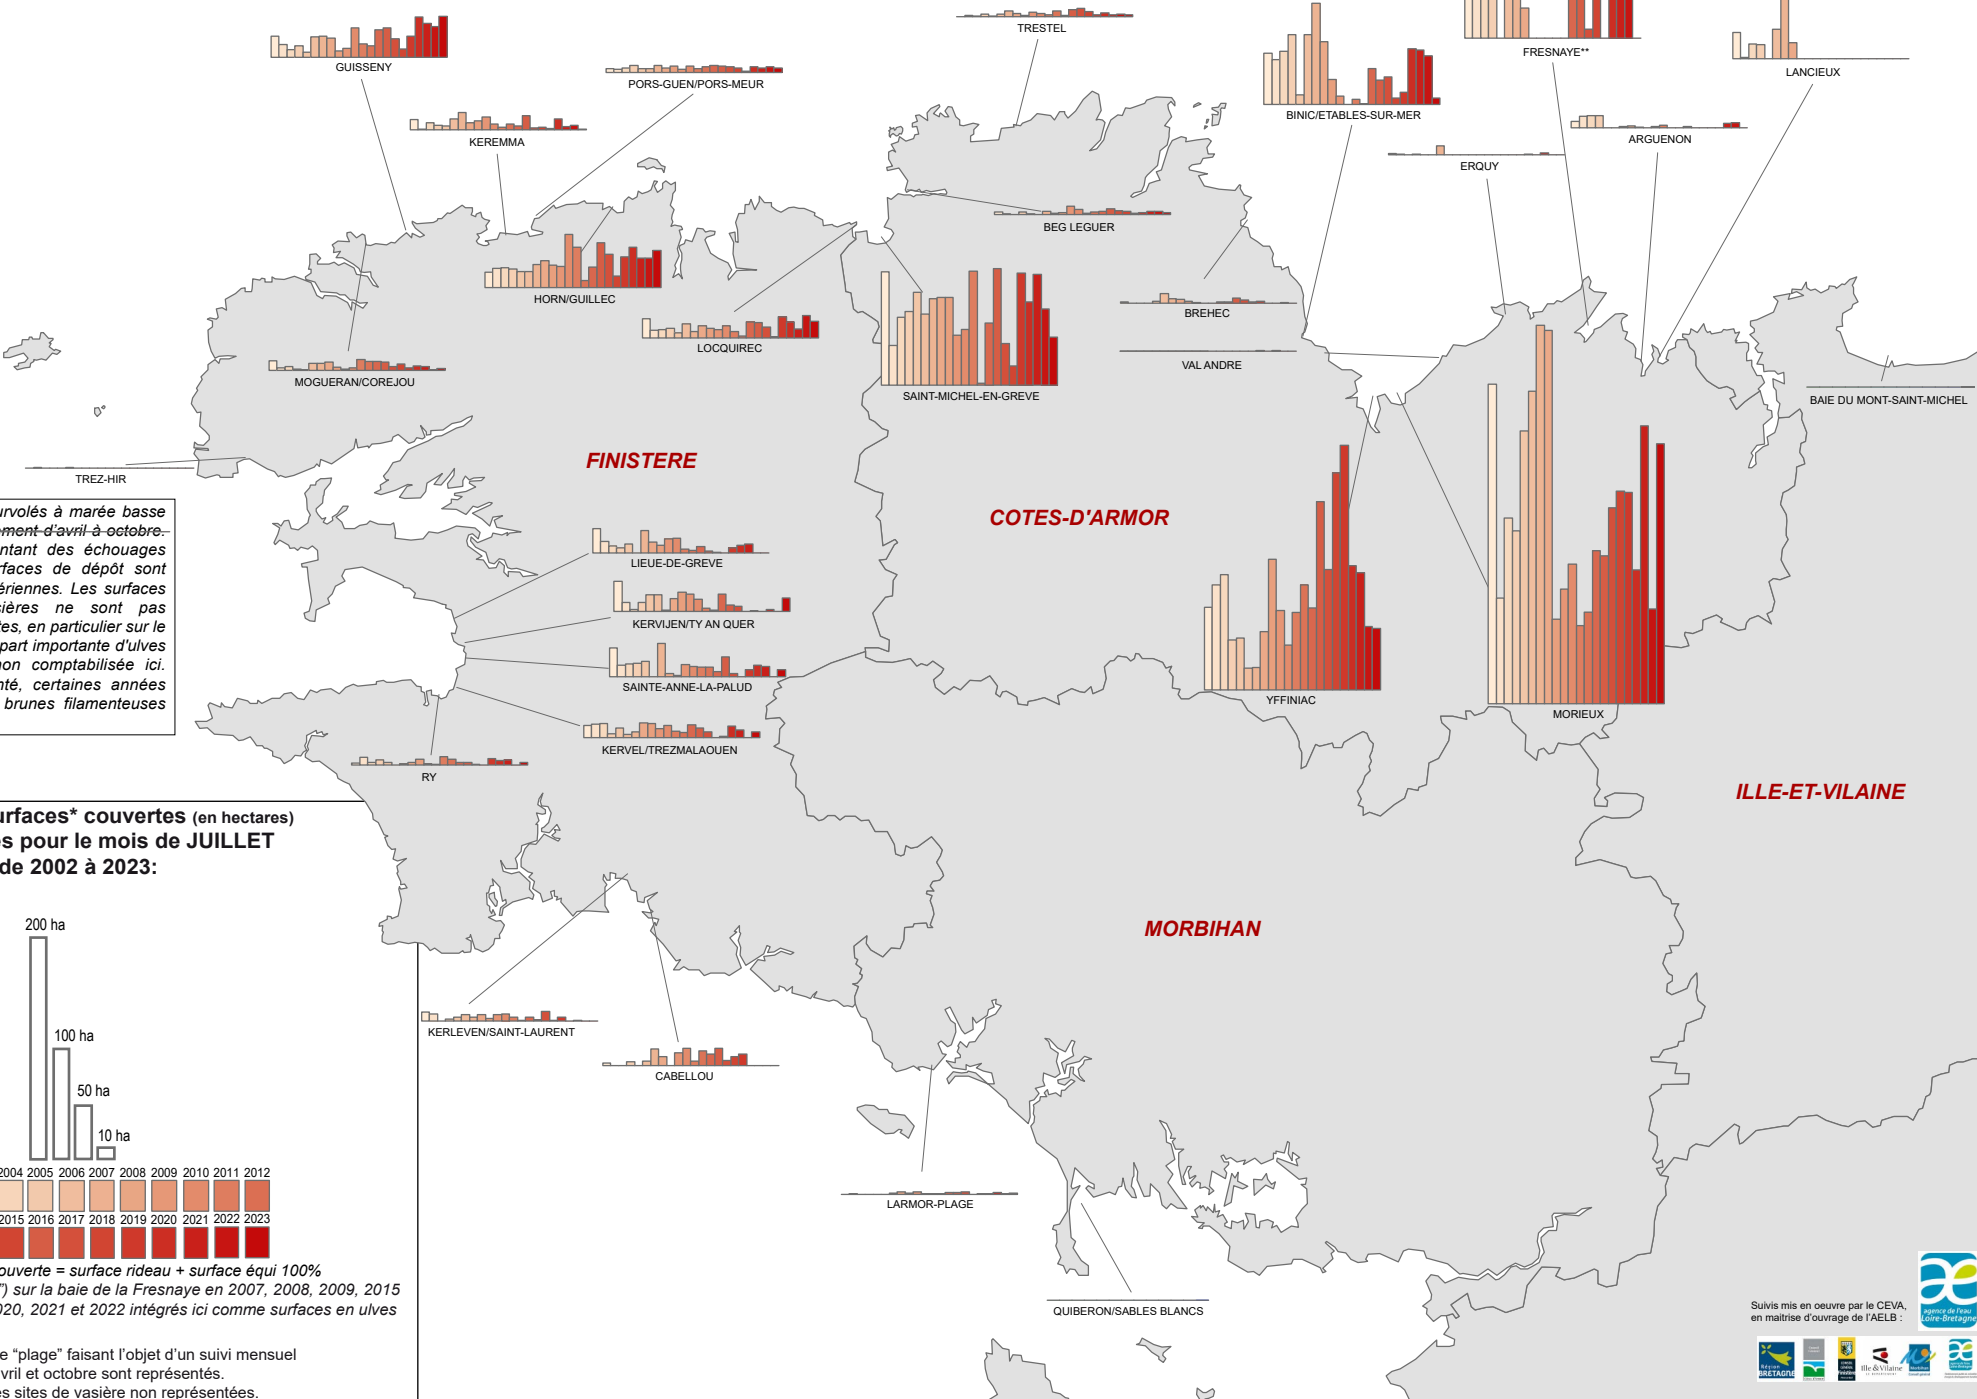 GUISSENY
PORS-GUEN/PORS-MEUR
KEREMMA
TRESTEL
BINIC/ETABLES-SUR-MER
FRESNAYE**
LANCIEUX
ARGUENON
ERQUY
BEG LEGUER
HORN/GUILLEC
LOCQUIREC
SAINT-MICHEL-EN-GREVE
BREHEC
VAL ANDRE
MOGUERAN/COREJOU
BAIE DU MONT-SAINT-MICHEL
TREZ-HIR
FINISTERE
COTES-D'ARMOR
urvolés à marée basse
ement d'avril à octobre.
ntant des échouages
rfaces de dépôt sont
ériennes. Les surfaces
sières ne sont pas
tes, en particulier sur le
part importante d'ulves
non comptabilisée ici.
nté, certaines années
brunes filamenteuses
LIEUE-DE-GREVE
KERVIJEN/TY AN QUER
SAINTE-ANNE-LA-PALUD
KERVEL/TREZMALAOUEN
RY
YFFINIAC
MORIEUX
ILLE-ET-VILAINE
MORBIHAN
urfaces* couvertes (en hectares)
es pour le mois de JUILLET
de 2002 à 2023:
200 ha
100 ha
50 ha
10 ha
2004 2005 2006 2007 2008 2009 2010 2011 2012
2015 2016 2017 2018 2019 2020 2021 2022 2023
ouverte = surface rideau + surface équi 100%
") sur la baie de la Fresnaye en 2007, 2008, 2009, 2015
020, 2021 et 2022 intégrés ici comme surfaces en ulves
e “plage” faisant l’objet d’un suivi mensuel
vril et octobre sont représentés.
es sites de vasière non représentées.
KERLEVEN/SAINT-LAURENT
CABELLOU
LARMOR-PLAGE
QUIBERON/SABLES BLANCS
Suivis mis en oeuvre par le CEVA,
en maitrise d'ouvrage de l'AELB :
agence de l'eau
Loire-Bretagne
Région
BRETAGNE
Ille & Vilaine
Morbihan